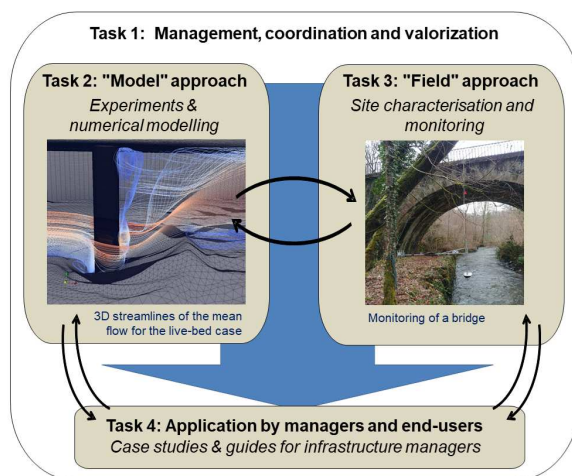 Task 1: Management, coordination and valorization
Task 2: "Model" approach
Experiments &
numerical modelling
3D streamlines of the mean
flow for the live-bed case
Task 3: "Field" approach
Site characterisation and
monitoring
Monitoring of a bridge
Task 4: Application by managers and end-users
Case studies & guides for infrastructure managers